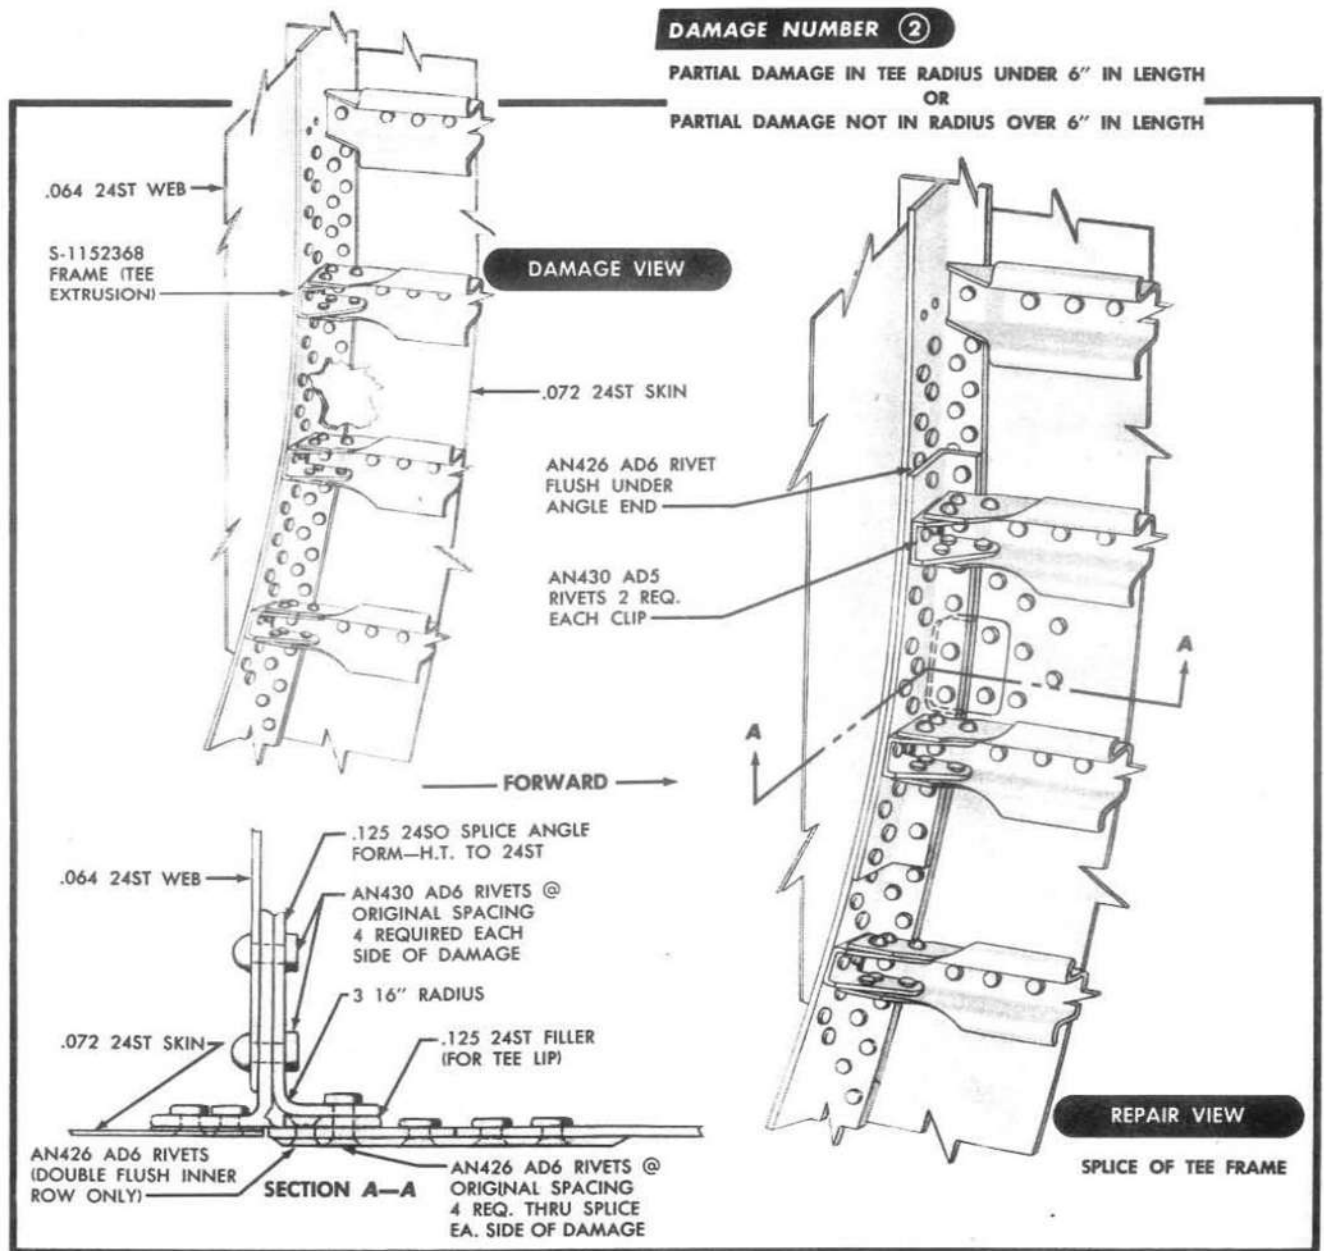 DAMAGE NUMBER 2
PARTIAL DAMAGE IN TEE RADIUS UNDER 6″ IN LENGTH
OR
PARTIAL DAMAGE NOT IN RADIUS OVER 6″ IN LENGTH
.064 24ST WEB
S-1152368
FRAME (TEE
EXTRUSION)
DAMAGE VIEW
.072 24ST SKIN
AN426 AD6 RIVET
FLUSH UNDER
ANGLE END
AN430 AD5
RIVETS 2 REQ.
EACH CLIP
A
A
FORWARD
.125 24SO SPLICE ANGLE
FORM—H.T. TO 24ST
.064 24ST WEB
AN430 AD6 RIVETS @
ORIGINAL SPACING
4 REQUIRED EACH
SIDE OF DAMAGE
3 16″ RADIUS
.072 24ST SKIN
.125 24ST FILLER
(FOR TEE LIP)
AN426 AD6 RIVETS
(DOUBLE FLUSH INNER
ROW ONLY)
SECTION A—A
AN426 AD6 RIVETS @
ORIGINAL SPACING
4 REQ. THRU SPLICE
EA. SIDE OF DAMAGE
REPAIR VIEW
SPLICE OF TEE FRAME